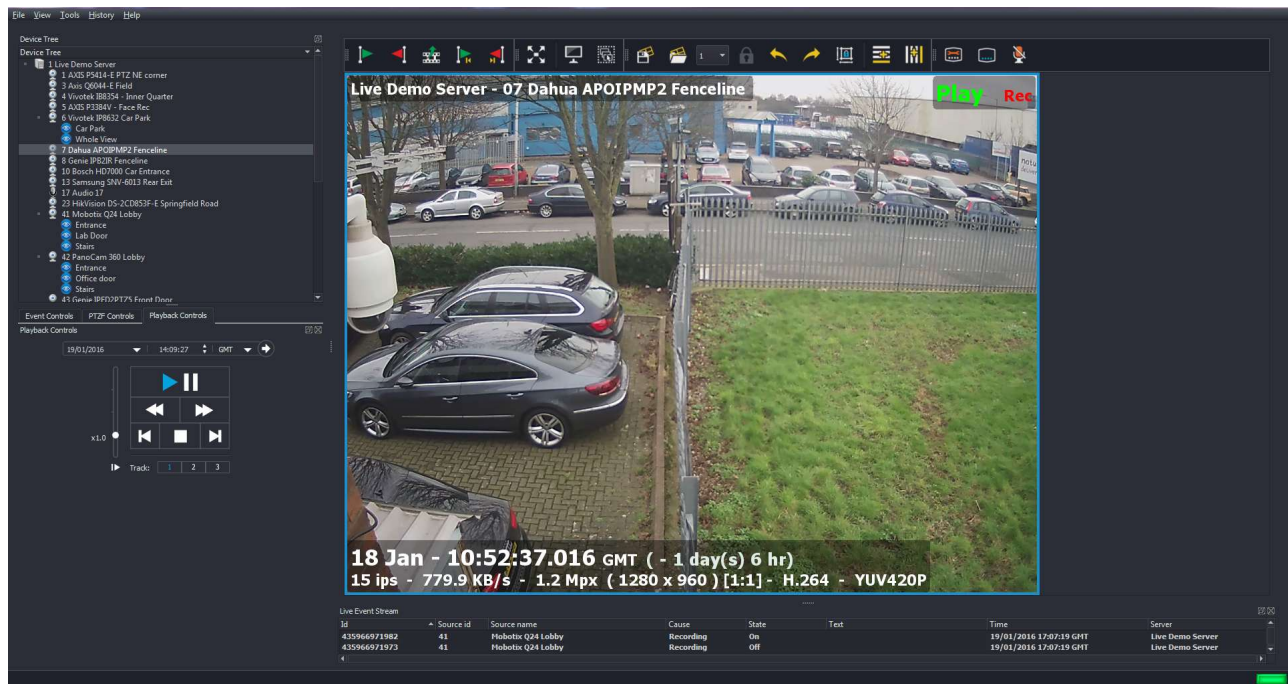 File View Tools History Help
Device Tree
Device Tree
1 Live Demo Server
1 AXIS P5414-E PTZ NE corner
3 Axis Q6044-E Field
4 Vivotek IB8354 - Inner Quarter
5 AXIS P3384V - Face Rec
6 Vivotek IP8632 Car Park
Car Park
Whole View
7 Dahua APOIPMP2 Fenceline
8 Genie IPB2IR Fenceline
10 Bosch HD7000 Car Entrance
13 Samsung SNV-6013 Rear Exit
17 Audio 17
23 HikVision DS-2CD853F-E Springfield Road
41 Mobotix Q24 Lobby
Entrance
Lab Door
Stairs
42 PanoCam 360 Lobby
Entrance
Office door
Stairs
43 Genie IPFD2PTZ5 Front Door
Event Controls PTZF Controls Playback Controls
Playback Controls
19/01/2016 14:09:27 GMT
x1.0
Track: 1 2 3
1
Live Demo Server - 07 Dahua APOIPMP2 Fenceline
Play Rec
18 Jan - 10:52:37.016 GMT ( - 1 day(s) 6 hr)
15 ips - 779.9 KB/s - 1.2 Mpx ( 1280 x 960 ) [1:1] - H.264 - YUV420P
Live Event Stream
Id Source id Source name Cause State Text Time Server
435966971982 41 Mobotix Q24 Lobby Recording On 19/01/2016 17:07:19 GMT Live Demo Server
435966971973 41 Mobotix Q24 Lobby Recording Off 19/01/2016 17:07:19 GMT Live Demo Server